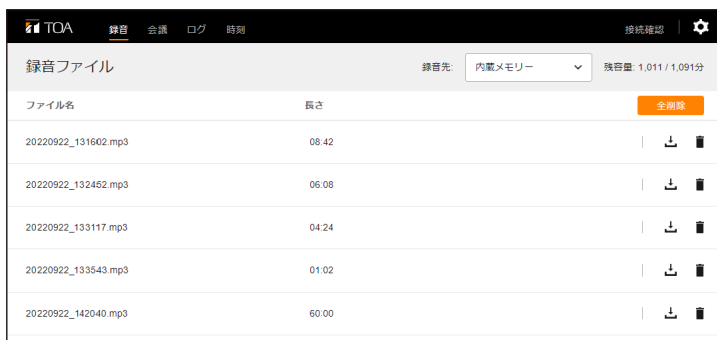 TOA 録音 会議 ログ 時刻 接続確認
録音ファイル 録音先: 内蔵メモリー 残容量: 1,011 / 1,091分
ファイル名 長さ 全削除
20220922_131602.mp3 08:42
20220922_132452.mp3 06:08
20220922_133117.mp3 04:24
20220922_133543.mp3 01:02
20220922_142040.mp3 60:00